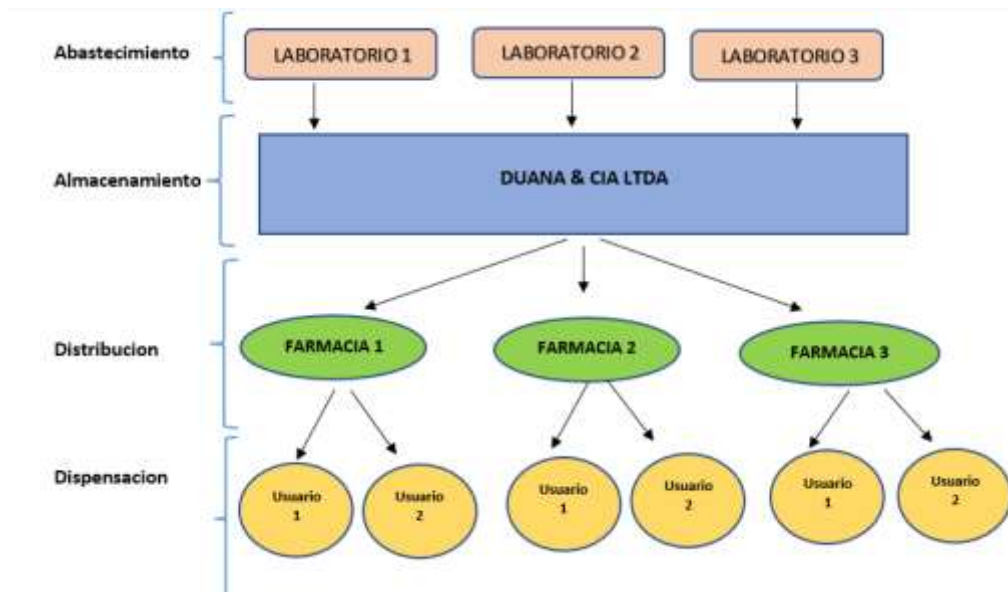 Abastecimiento
LABORATORIO 1
LABORATORIO 2
LABORATORIO 3
Almacenamiento
DUANA & CIA LTDA
Distribucion
FARMACIA 1
FARMACIA 2
FARMACIA 3
Dispensacion
Usuario
1
Usuario
2
Usuario
1
Usuario
2
Usuario
1
Usuario
2